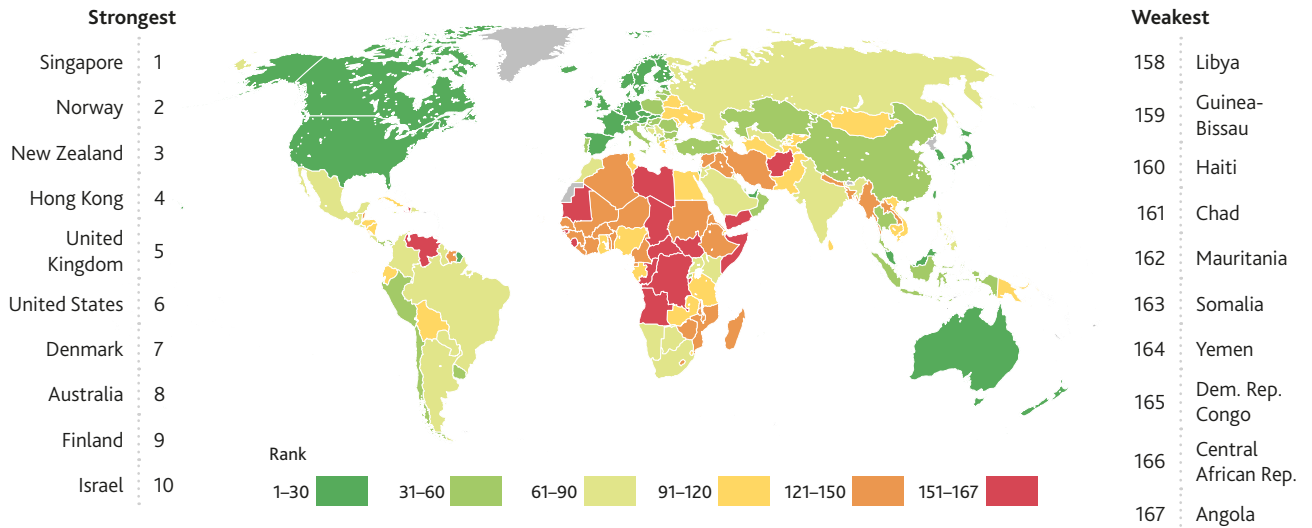 Strongest
Singapore 1
Norway 2
New Zealand 3
Hong Kong 4
United
Kingdom 5
United States 6
Denmark 7
Australia 8
Finland 9
Israel 10
Rank
1–30 31–60 61–90 91–120 121–150 151–167
Weakest
158 Libya
159 Guinea-
Bissau
160 Haiti
161 Chad
162 Mauritania
163 Somalia
164 Yemen
165 Dem. Rep.
Congo
166 Central
African Rep.
167 Angola